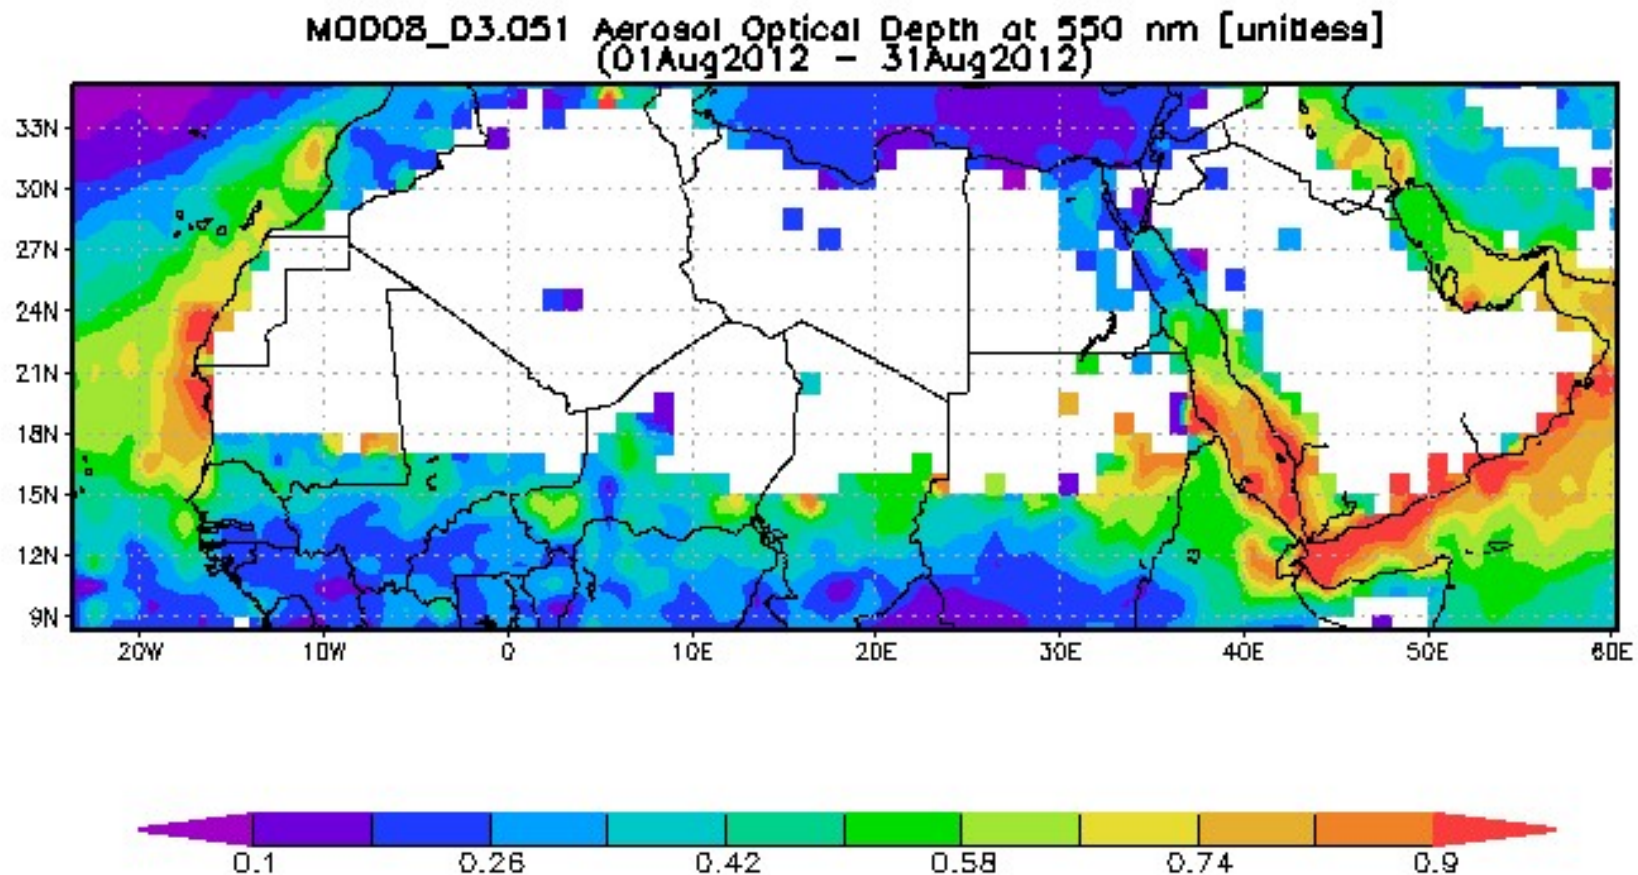 MOD08_D3.051 Aerosol Optical Depth at 550 nm [unitless]
(01Aug2012 – 31Aug2012)
33N
30N
27N
24N
21N
18N
15N
12N
9N
20W 10W 0 10E 20E 30E 40E 50E 60E
0.1 0.26 0.42 0.58 0.74 0.9